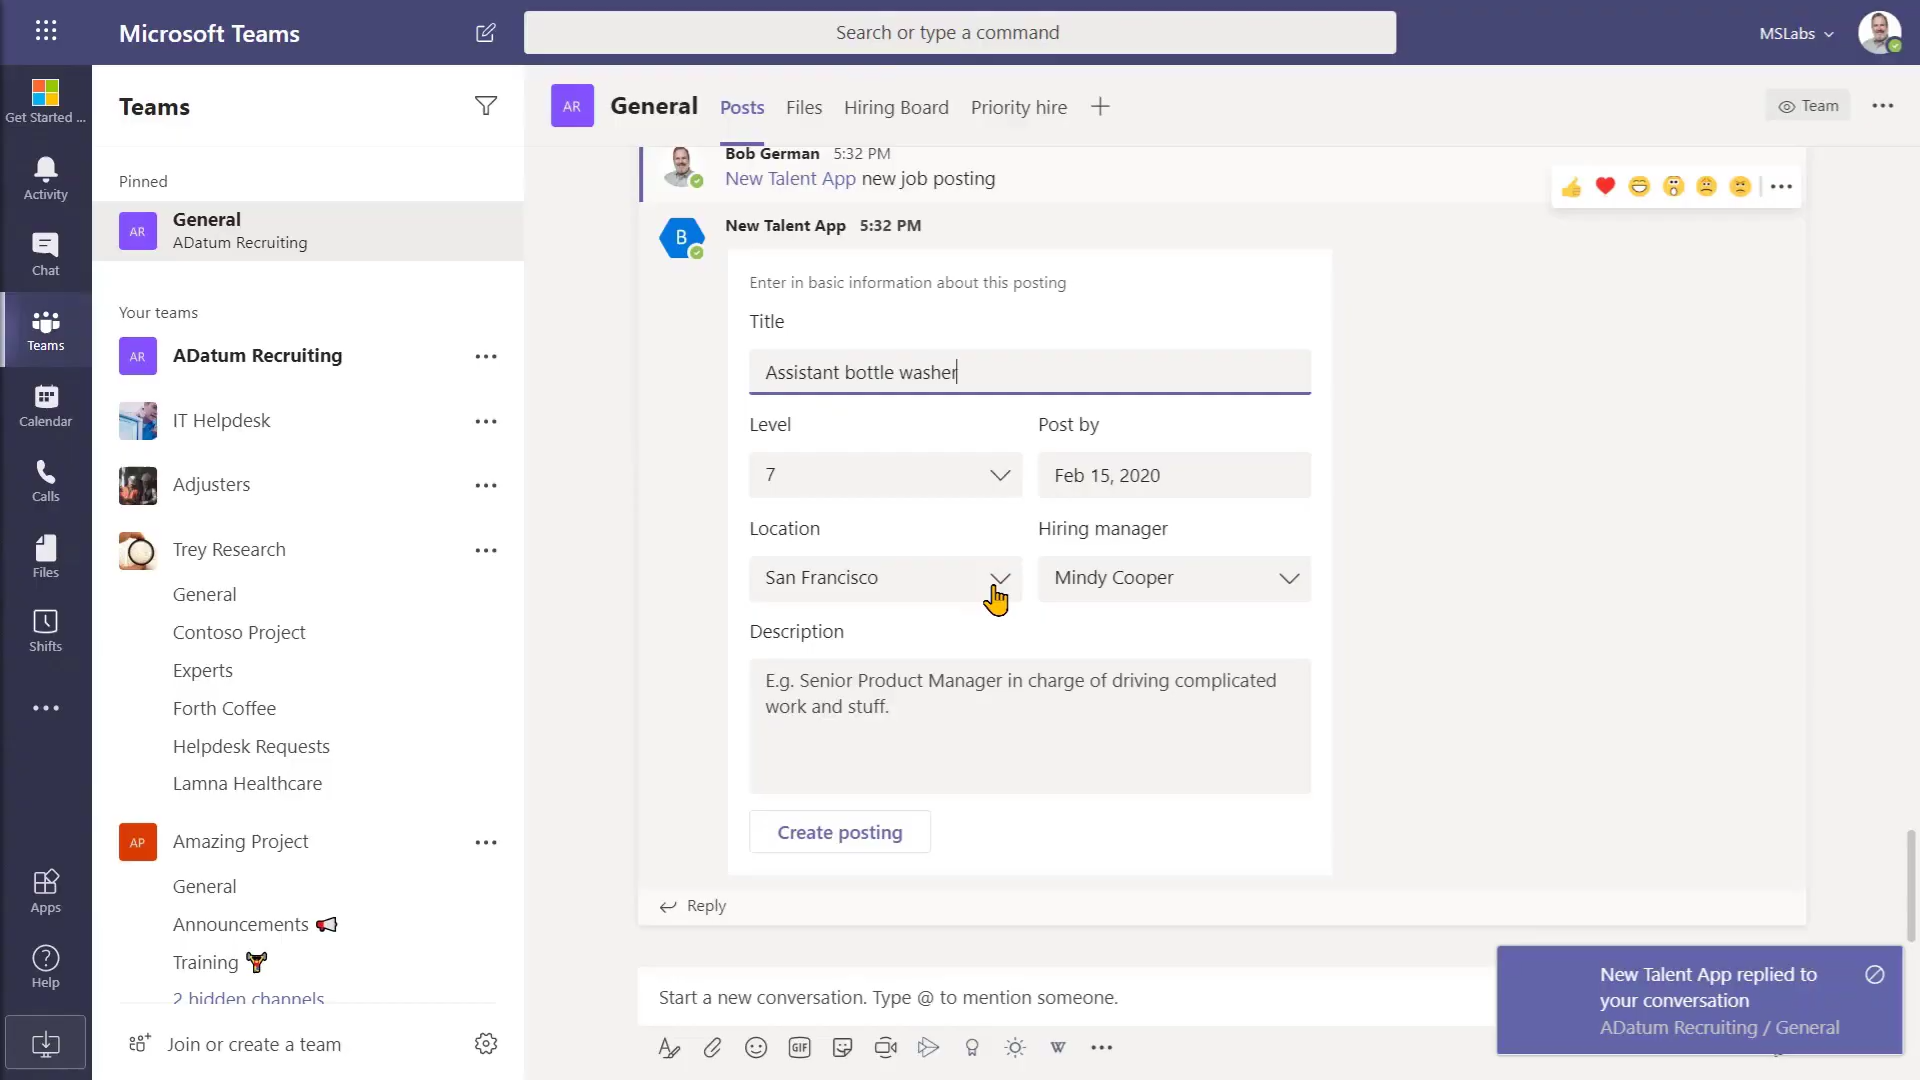 Microsoft Teams
Search or type a command
MSLabs
Get Started ...
Activity
Chat
Teams
Calendar
Calls
Files
Shifts
Apps
Help
Teams
Pinned
AR
General
ADatum Recruiting
Your teams
AR
ADatum Recruiting
IT Helpdesk
Adjusters
Trey Research
General
Contoso Project
Experts
Forth Coffee
Helpdesk Requests
Lamna Healthcare
AP
Amazing Project
General
Announcements
Training
2 hidden channels
Join or create a team
AR
General
Posts
Files
Hiring Board
Priority hire
Team
Bob German 5:32 PM
New Talent App new job posting
B
New Talent App 5:32 PM
Enter in basic information about this posting
Title
Assistant bottle washer
Level
Post by
7
Feb 15, 2020
Location
Hiring manager
San Francisco
Mindy Cooper
Description
E.g. Senior Product Manager in charge of driving complicated
work and stuff.
Create posting
Reply
Start a new conversation. Type @ to mention someone.
GIF
W
New Talent App replied to
your conversation
ADatum Recruiting / General